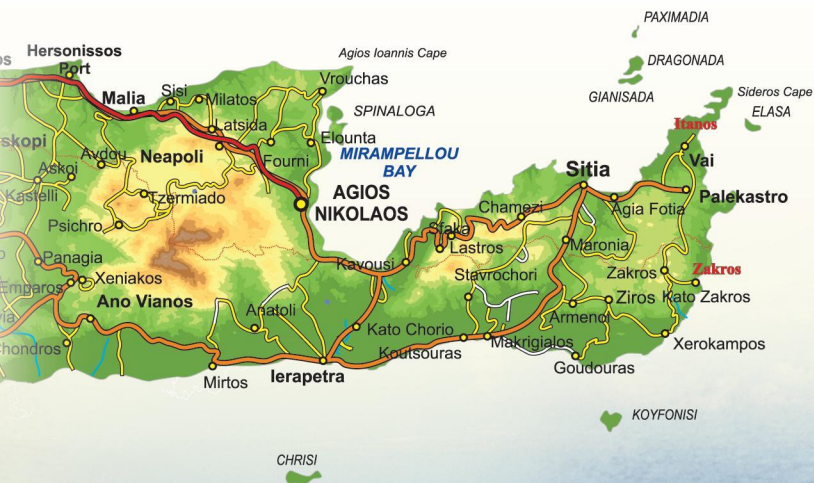 PAXIMADIA
Hersonissos
Port
Agios Ioannis Cape
DRAGONADA
Vrouchas
Sisi
Milatos
Malia
GIANISADA
Sideros Cape
ELASA
SPINALOGA
Latsida
Itanos
Elounta
Avdou
Neapoli
Fourni
MIRAMPELLOU
BAY
Vai
Askoi
Kastelli
Tzermiado
AGIOS
NIKOLAOS
Sitia
Palekastro
Chamezi
Agia Fotia
Psichro
Sfaka
Lastros
Maronia
Panagia
Kavousi
Stavrochori
Zakros
Zakros
Xeniakos
Emparos
Ano Vianos
Ziros
Kato Zakros
Anatoli
Armenoi
Kato Chorio
Koutsouras
Makrigialos
Xerokampos
Chondros
Goudouras
Mirtos
Ierapetra
KOYFONISI
CHRISI